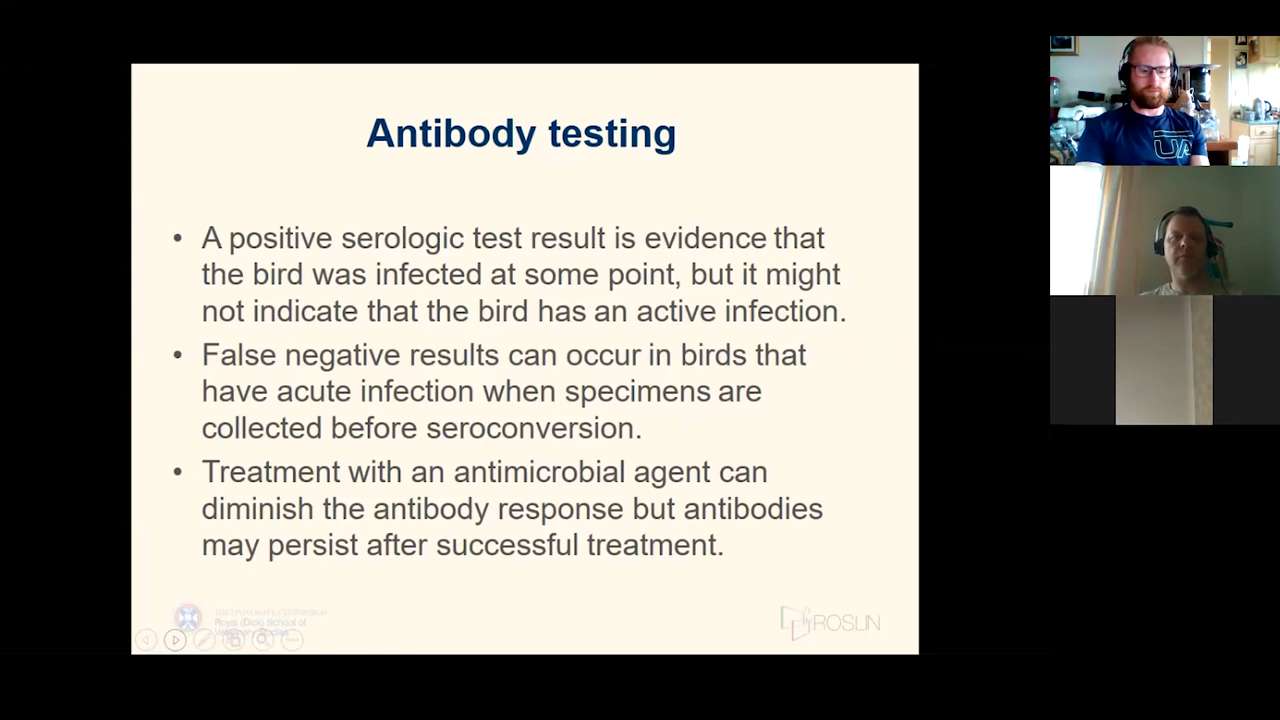 Antibody testing
• A positive serologic test result is evidence that
the bird was infected at some point, but it might
not indicate that the bird has an active infection.
• False negative results can occur in birds that
have acute infection when specimens are
collected before seroconversion.
• Treatment with an antimicrobial agent can
diminish the antibody response but antibodies
may persist after successful treatment.
Royal (Dick) School of
ROSLIN
UA